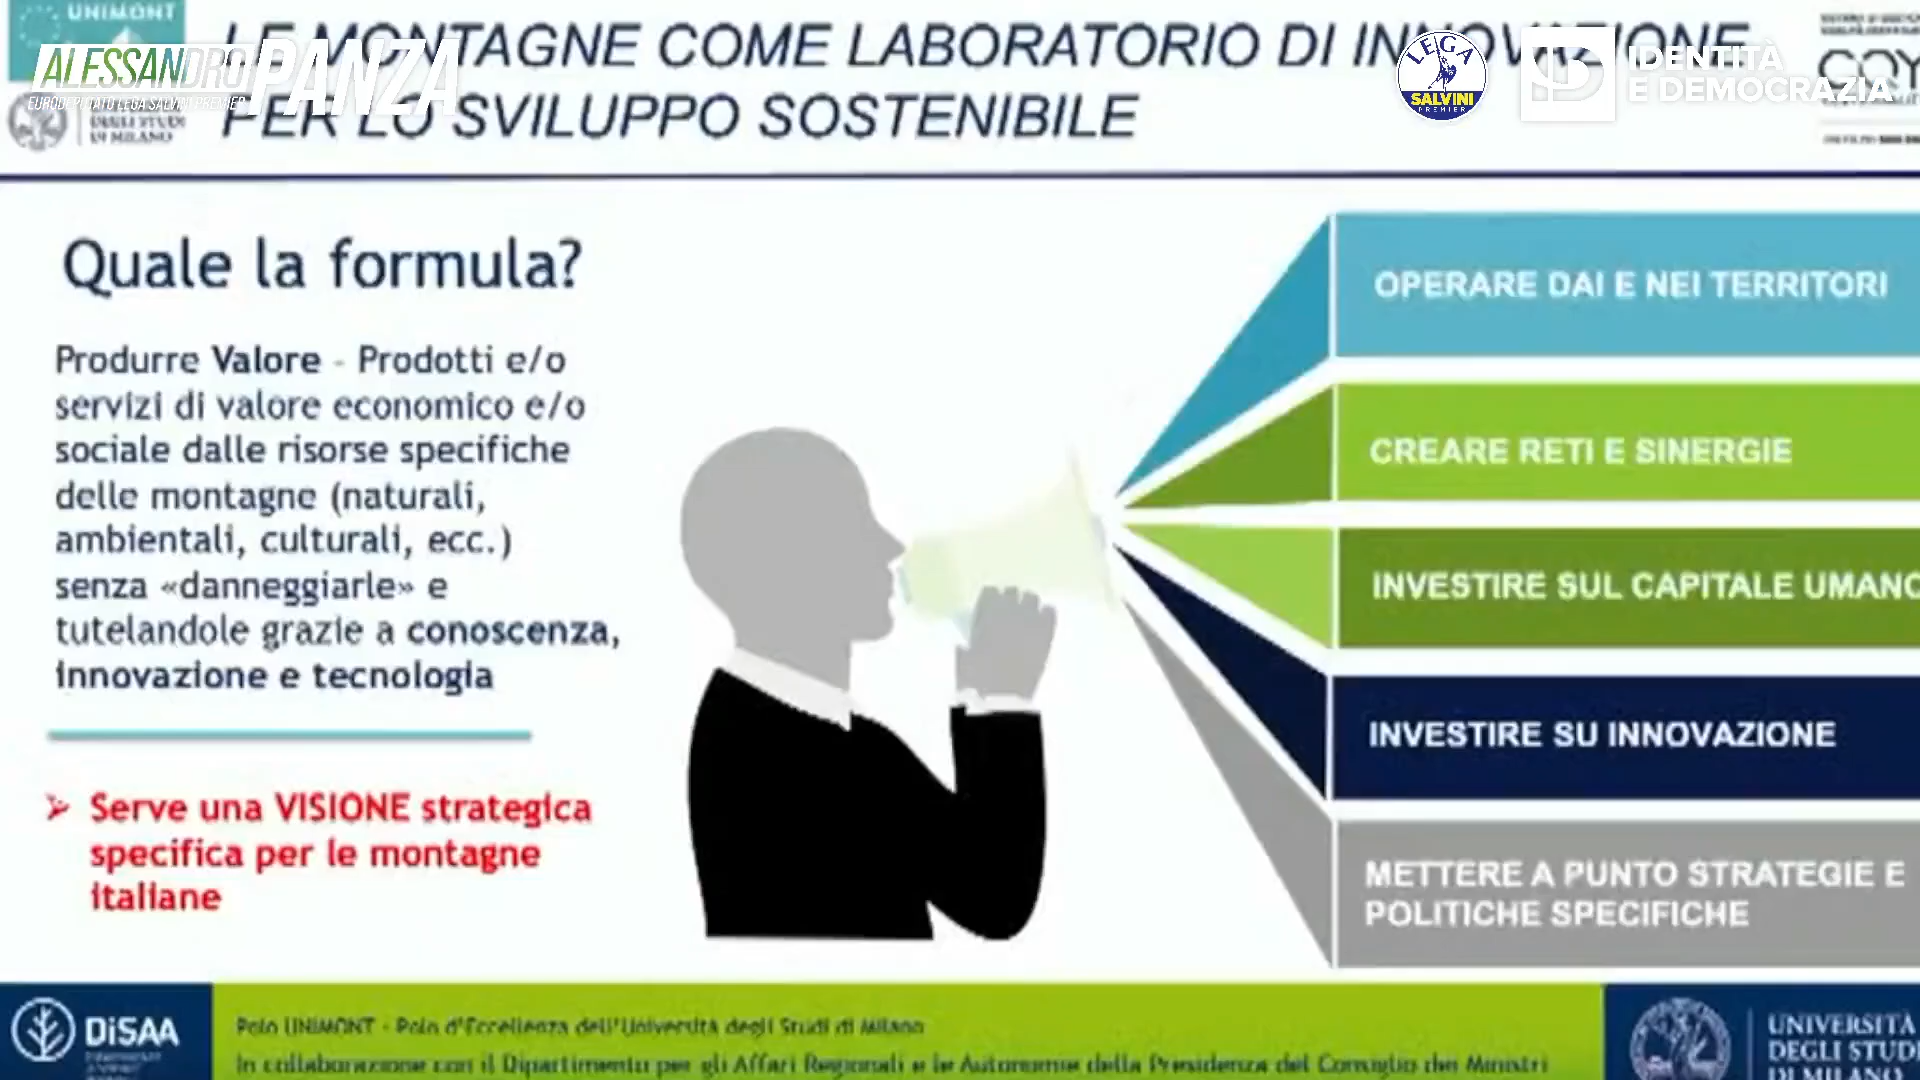 UNIMONT
LE MONTAGNE COME LABORATORIO DI INNOVAZIONE
PER LO SVILUPPO SOSTENIBILE
ALESSANDRO PANZA
EURODEPUTATO LEGA SALVINI PREMIER
DEGLI STUDI
DI MILANO
LEGA
SALVINI
PREMIER
ID
IDENTITÀ
E DEMOCRAZIA
Quale la formula?
Produrre Valore - Prodotti e/o
servizi di valore economico e/o
sociale dalle risorse specifiche
delle montagne (naturali,
ambientali, culturali, ecc.)
senza «danneggiarle» e
tutelandole grazie a conoscenza,
innovazione e tecnologia
➢ Serve una VISIONE strategica
specifica per le montagne
italiane
OPERARE DAI E NEI TERRITORI
CREARE RETI E SINERGIE
INVESTIRE SUL CAPITALE UMANO
INVESTIRE SU INNOVAZIONE
METTERE A PUNTO STRATEGIE E
POLITICHE SPECIFICHE
DiSAA
Polo UNIMONT - Polo d'Eccellenza dell'Università degli Studi di Milano
In collaborazione con il Dipartimento per gli Affari Regionali e le Autonomie della Presidenza del Consiglio dei Ministri
UNIVERSITÀ
DEGLI STUDI
DI MILANO